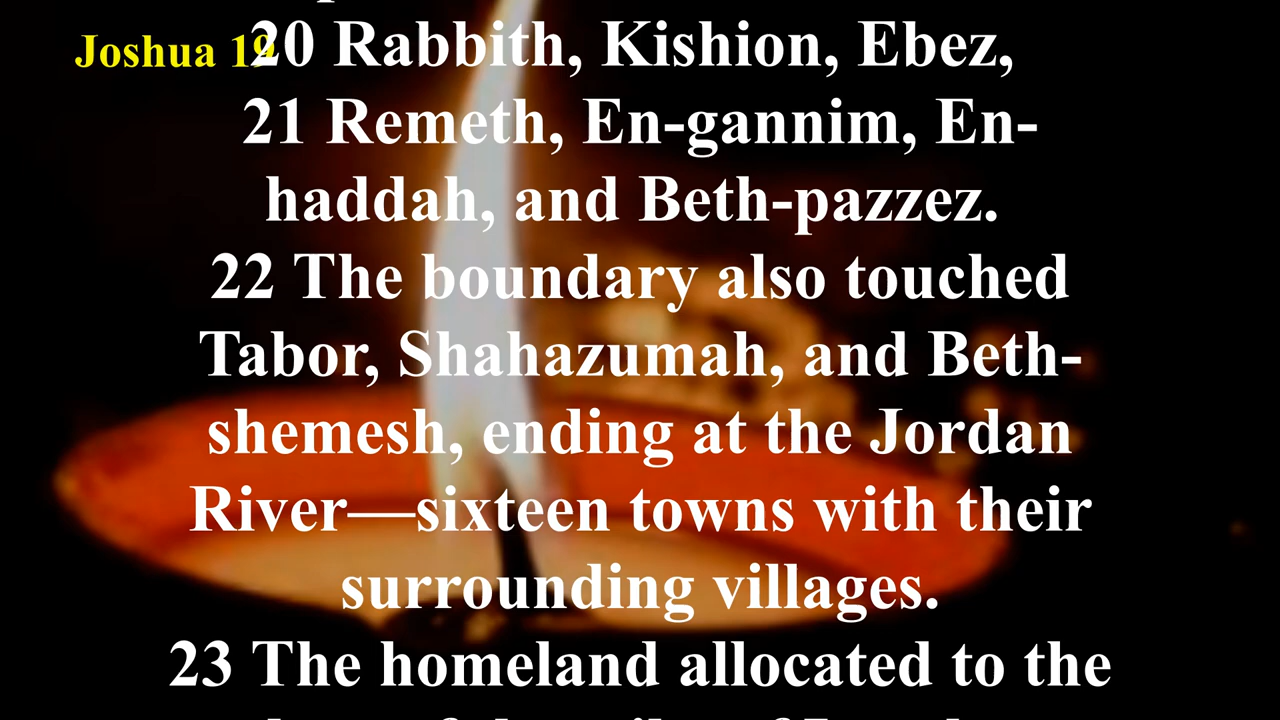 Joshua 19
20 Rabbith, Kishion, Ebez,
21 Remeth, En-gannim, En-
haddah, and Beth-pazzez.
22 The boundary also touched
Tabor, Shahazumah, and Beth-
shemesh, ending at the Jordan
River—sixteen towns with their
surrounding villages.
23 The homeland allocated to the